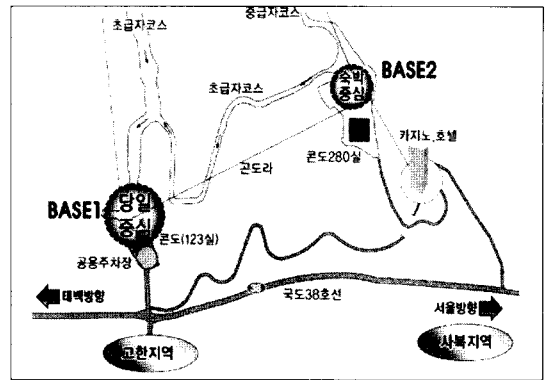 중급자코스
초급자코스
숙박
중심
BASE2
초급자코스
카지노.호텔
콘도280실
곤도라
BASE1
당일
중심
콘도(123실)
공용주차장
태백방향
국도38호선
서울방향
고한지역
사북지역